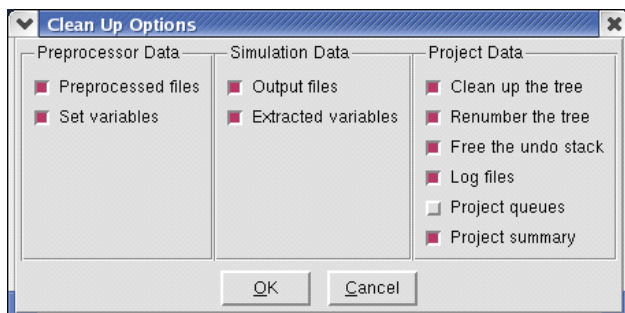 Clean Up Options
Preprocessor Data
Preprocessed files
Set variables
Simulation Data
Output files
Extracted variables
Project Data
Clean up the tree
Renumber the tree
Free the undo stack
Log files
Project queues
Project summary
OK
Cancel